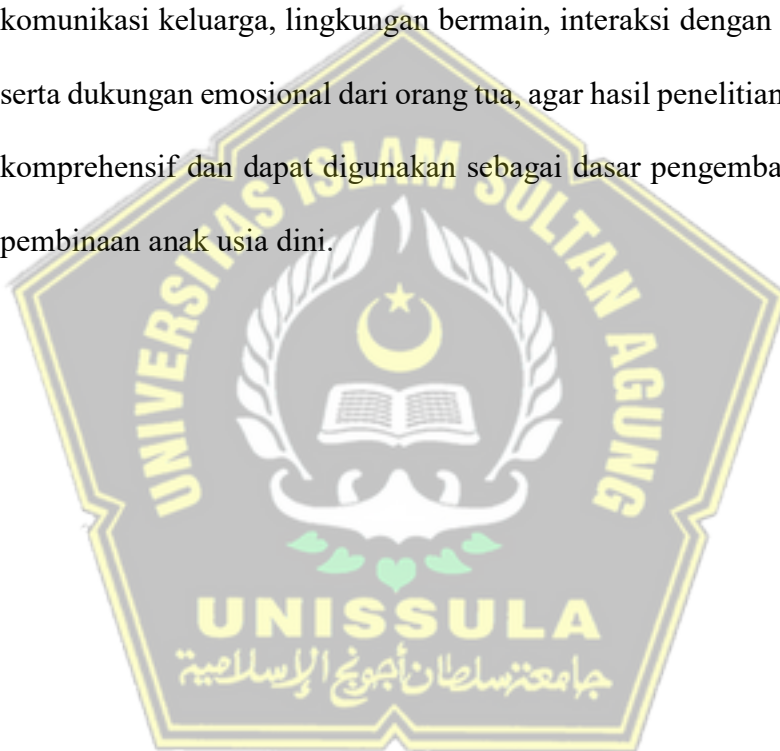 komunikasi keluarga, lingkungan bermain, interaksi dengan
serta dukungan emosional dari orang tua, agar hasil penelitian
komprehensif dan dapat digunakan sebagai dasar pengemba
pembinaan anak usia dini.
UNIVERSITAS ISLAM SULTAN AGUNG
UNISSULA
جامعة سلطان أجونج الإسلامية